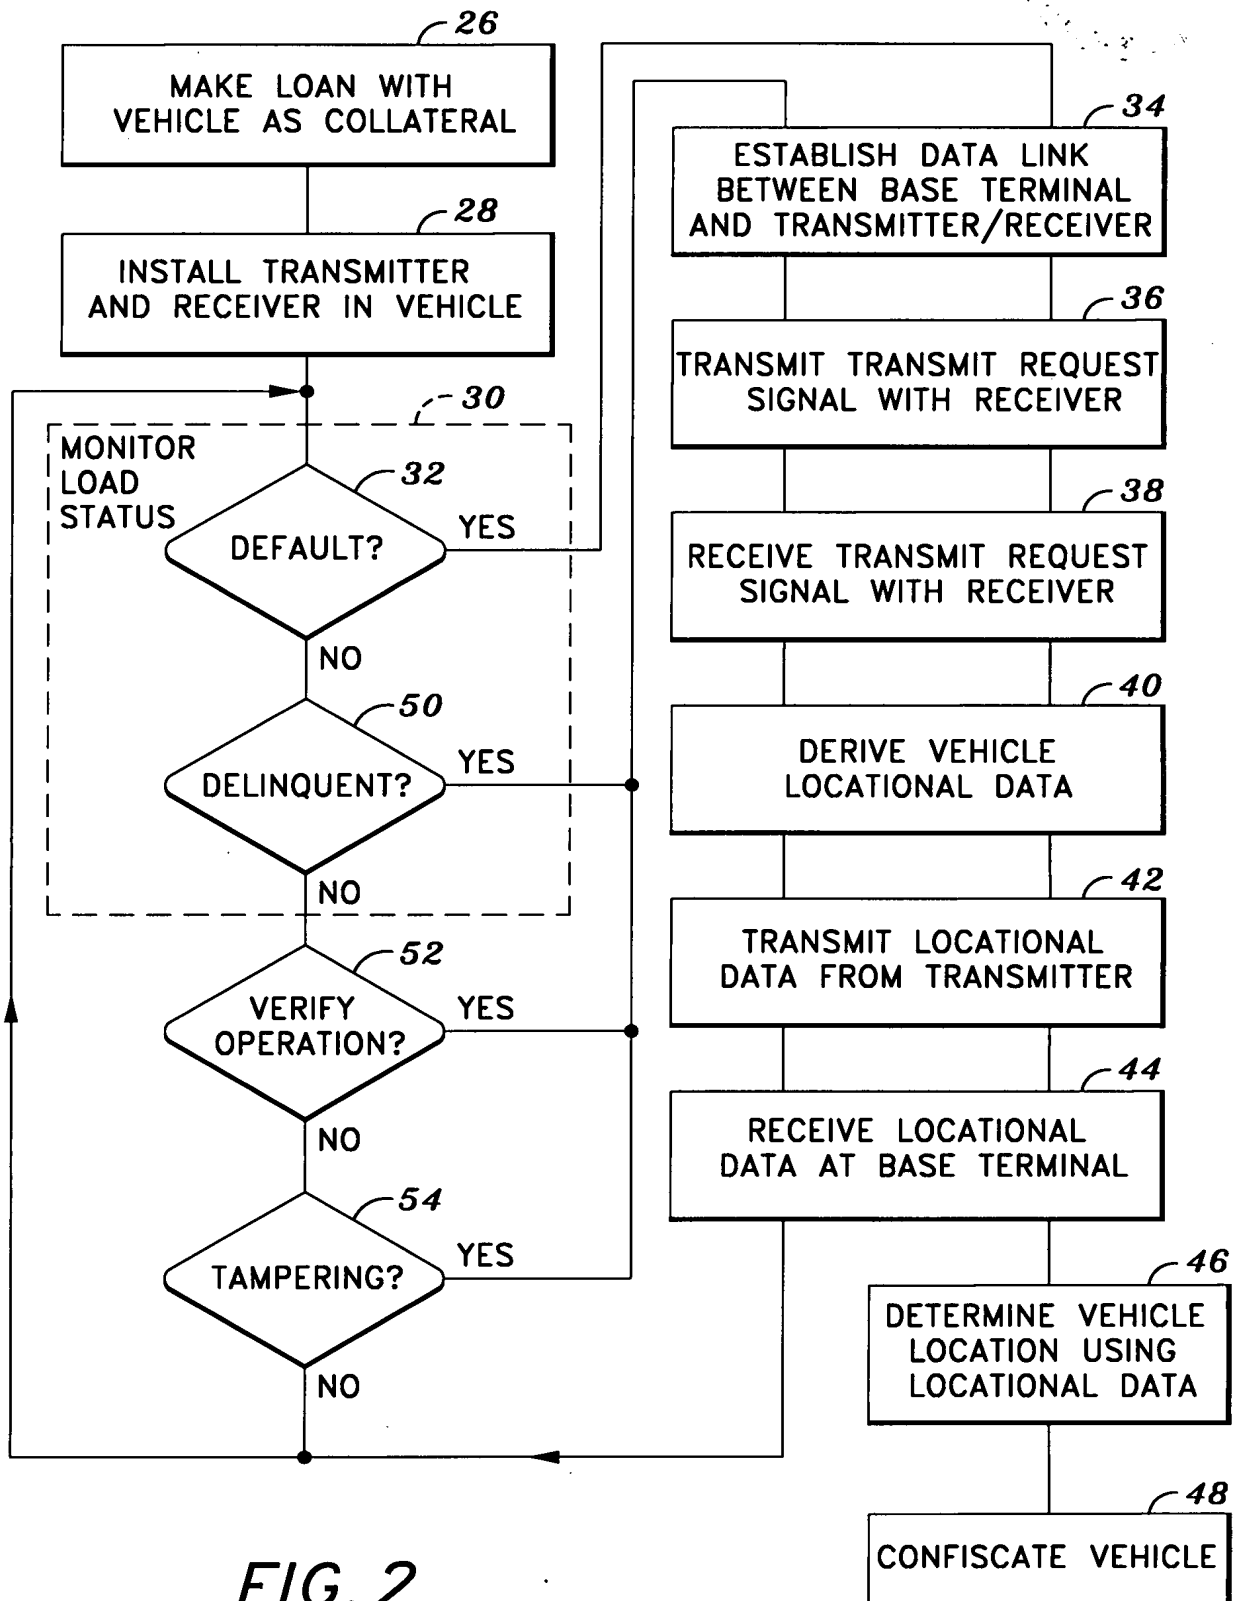 26
MAKE LOAN WITH
VEHICLE AS COLLATERAL
28
INSTALL TRANSMITTER
AND RECEIVER IN VEHICLE
30
MONITOR
LOAD
STATUS
32
DEFAULT?
YES
NO
50
DELINQUENT?
YES
NO
52
VERIFY
OPERATION?
YES
NO
54
TAMPERING?
YES
NO
34
ESTABLISH DATA LINK
BETWEEN BASE TERMINAL
AND TRANSMITTER/RECEIVER
36
TRANSMIT TRANSMIT REQUEST
SIGNAL WITH RECEIVER
38
RECEIVE TRANSMIT REQUEST
SIGNAL WITH RECEIVER
40
DERIVE VEHICLE
LOCATIONAL DATA
42
TRANSMIT LOCATIONAL
DATA FROM TRANSMITTER
44
RECEIVE LOCATIONAL
DATA AT BASE TERMINAL
46
DETERMINE VEHICLE
LOCATION USING
LOCATIONAL DATA
48
CONFISCATE VEHICLE
FIG. 2